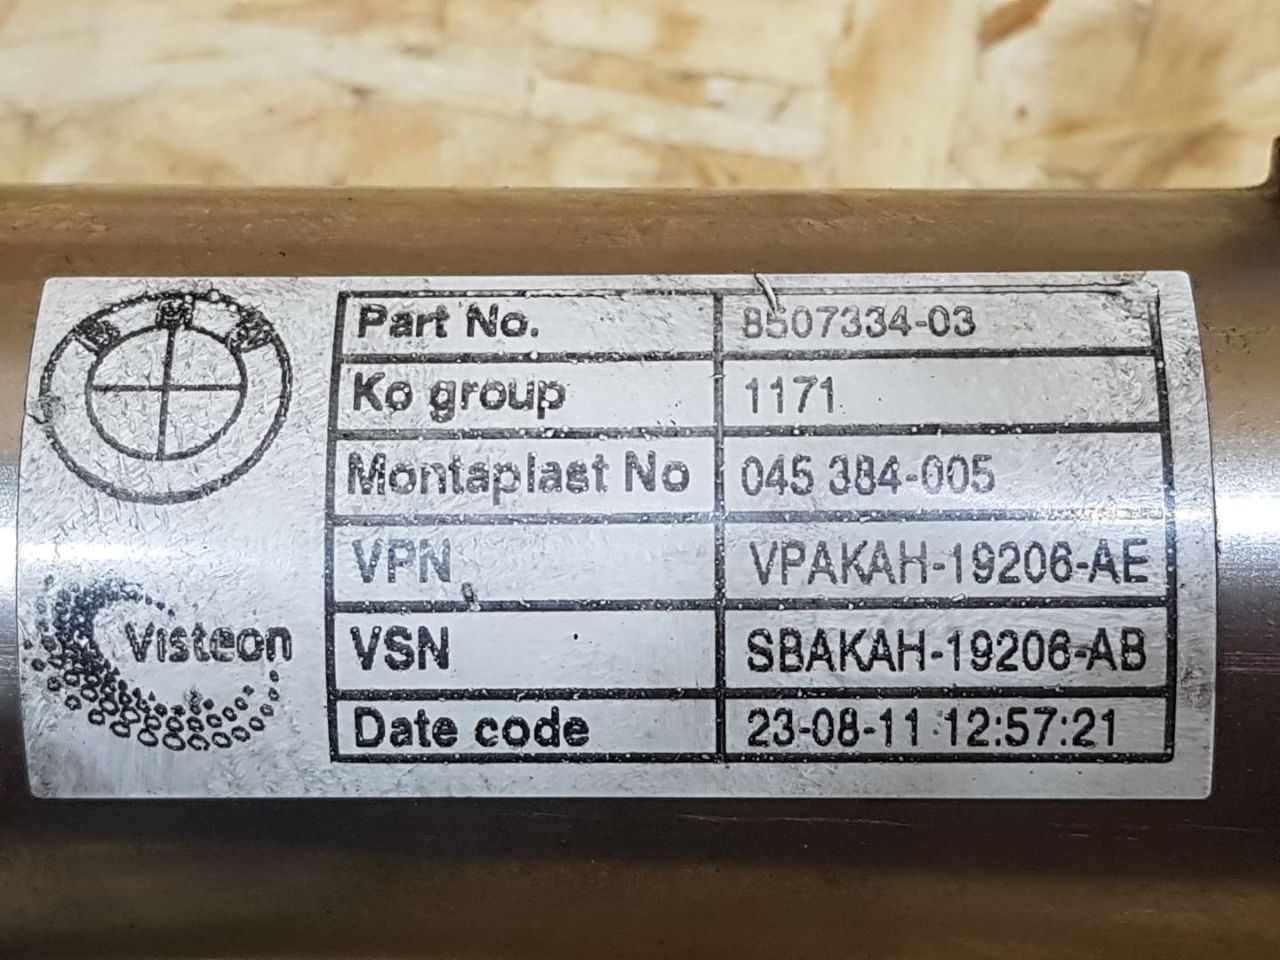 BMW
Part No. 8507334-03
Ko group 1171
Montaplast No 045 384-005
VPN VPAKAH-19206-AE
Visteon
VSN SBAKAH-19206-AB
Date code 23-08-11 12:57:21